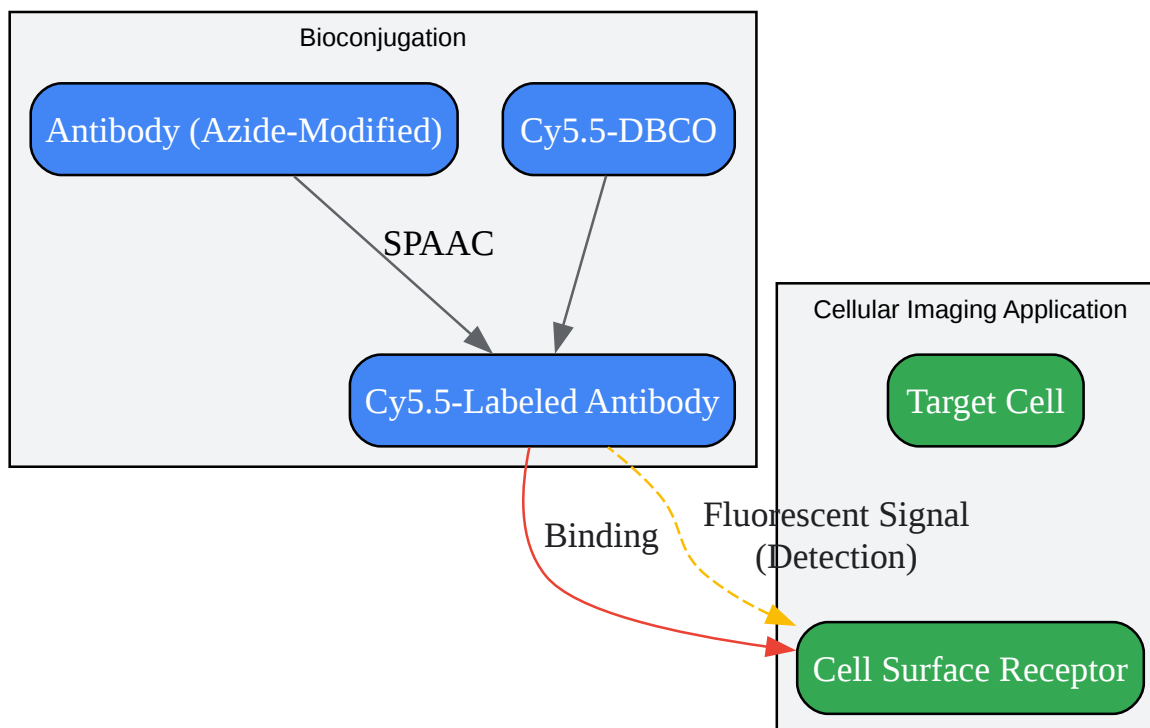 Bioconjugation
Antibody (Azide-Modified)
Cy5.5-DBCO
SPAAC
Cy5.5-Labeled Antibody
Cellular Imaging Application
Target Cell
Binding
Fluorescent Signal
(Detection)
Cell Surface Receptor